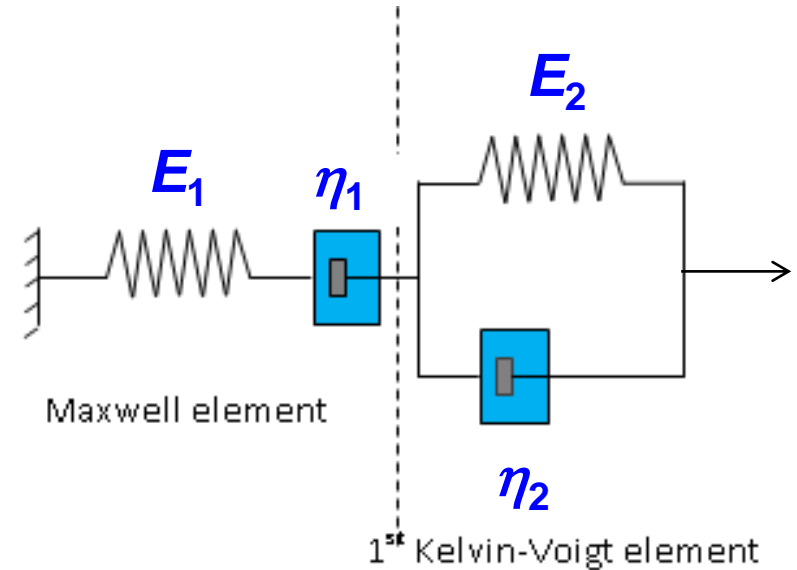 E₂
E₁
η₁
Maxwell element
η₂
1ˢᵗ Kelvin-Voigt element